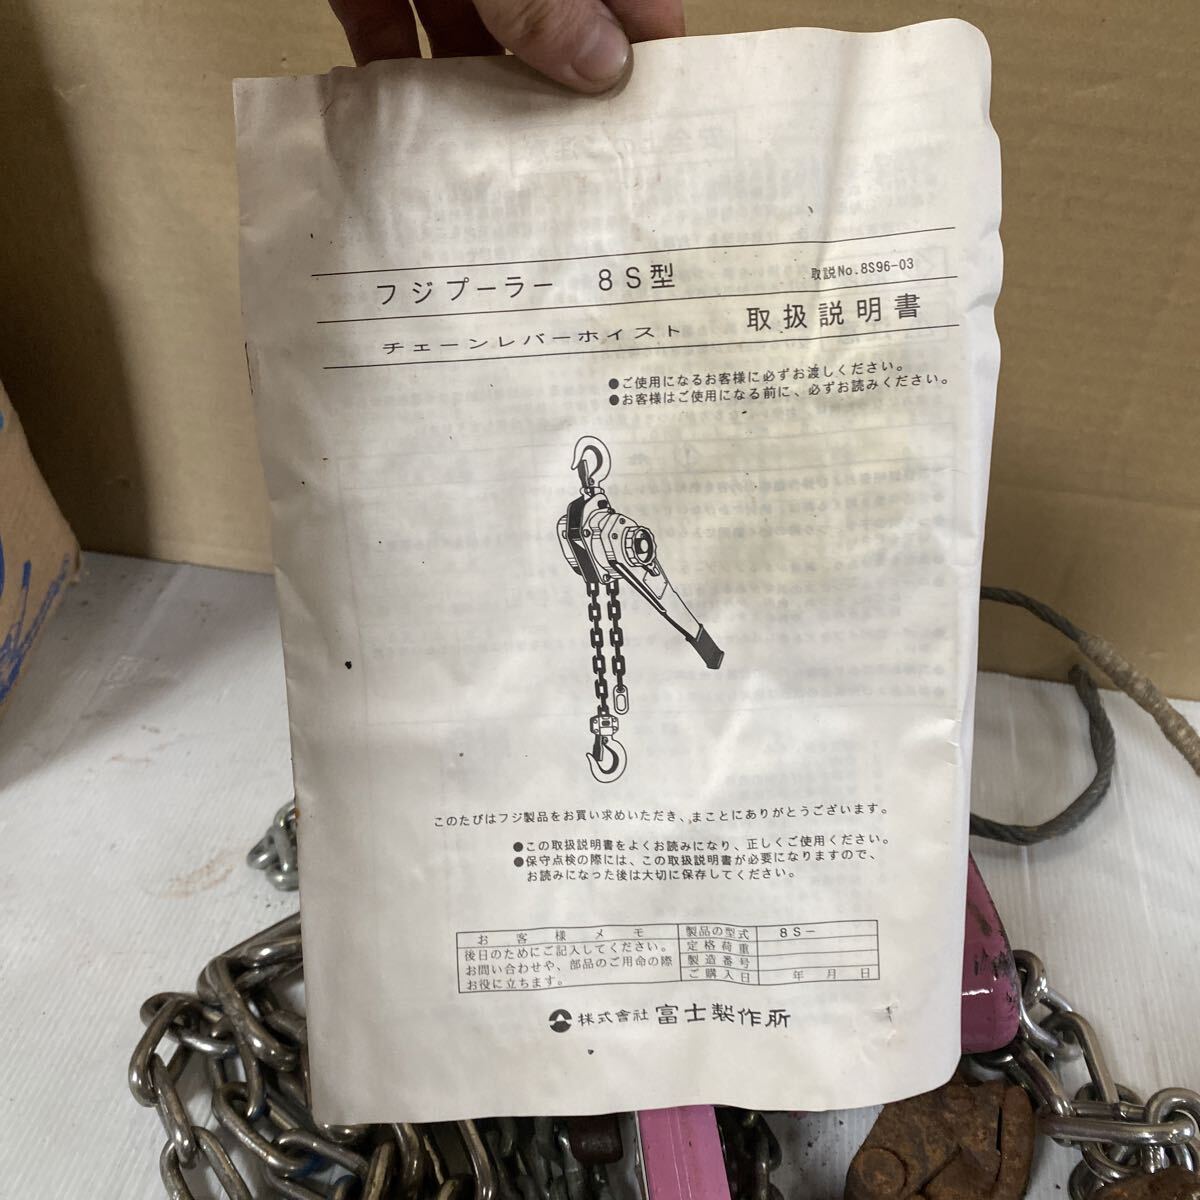 フジプーラー 8S型 取説No.8S96-03
チェーンレバーホイスト 取扱説明書
●ご使用になるお客様に必ずお渡しください。
●お客様はご使用になる前に、必ずお読みください。
このたびはフジ製品をお買い求めいただき、まことにありがとうございます。
●この取扱説明書をよくお読みになり、正しくご使用ください。
●保守点検の際には、この取扱説明書が必要になりますので、
お読みになった後は大切に保存してください。
お客様メモ
後日のためにご記入してください。
お問い合わせや、部品のご用命の際
お役に立ちます。
製品の型式 8S-
定格荷重
製造番号
ご購入日 年 月 日
株式會社 富士製作所